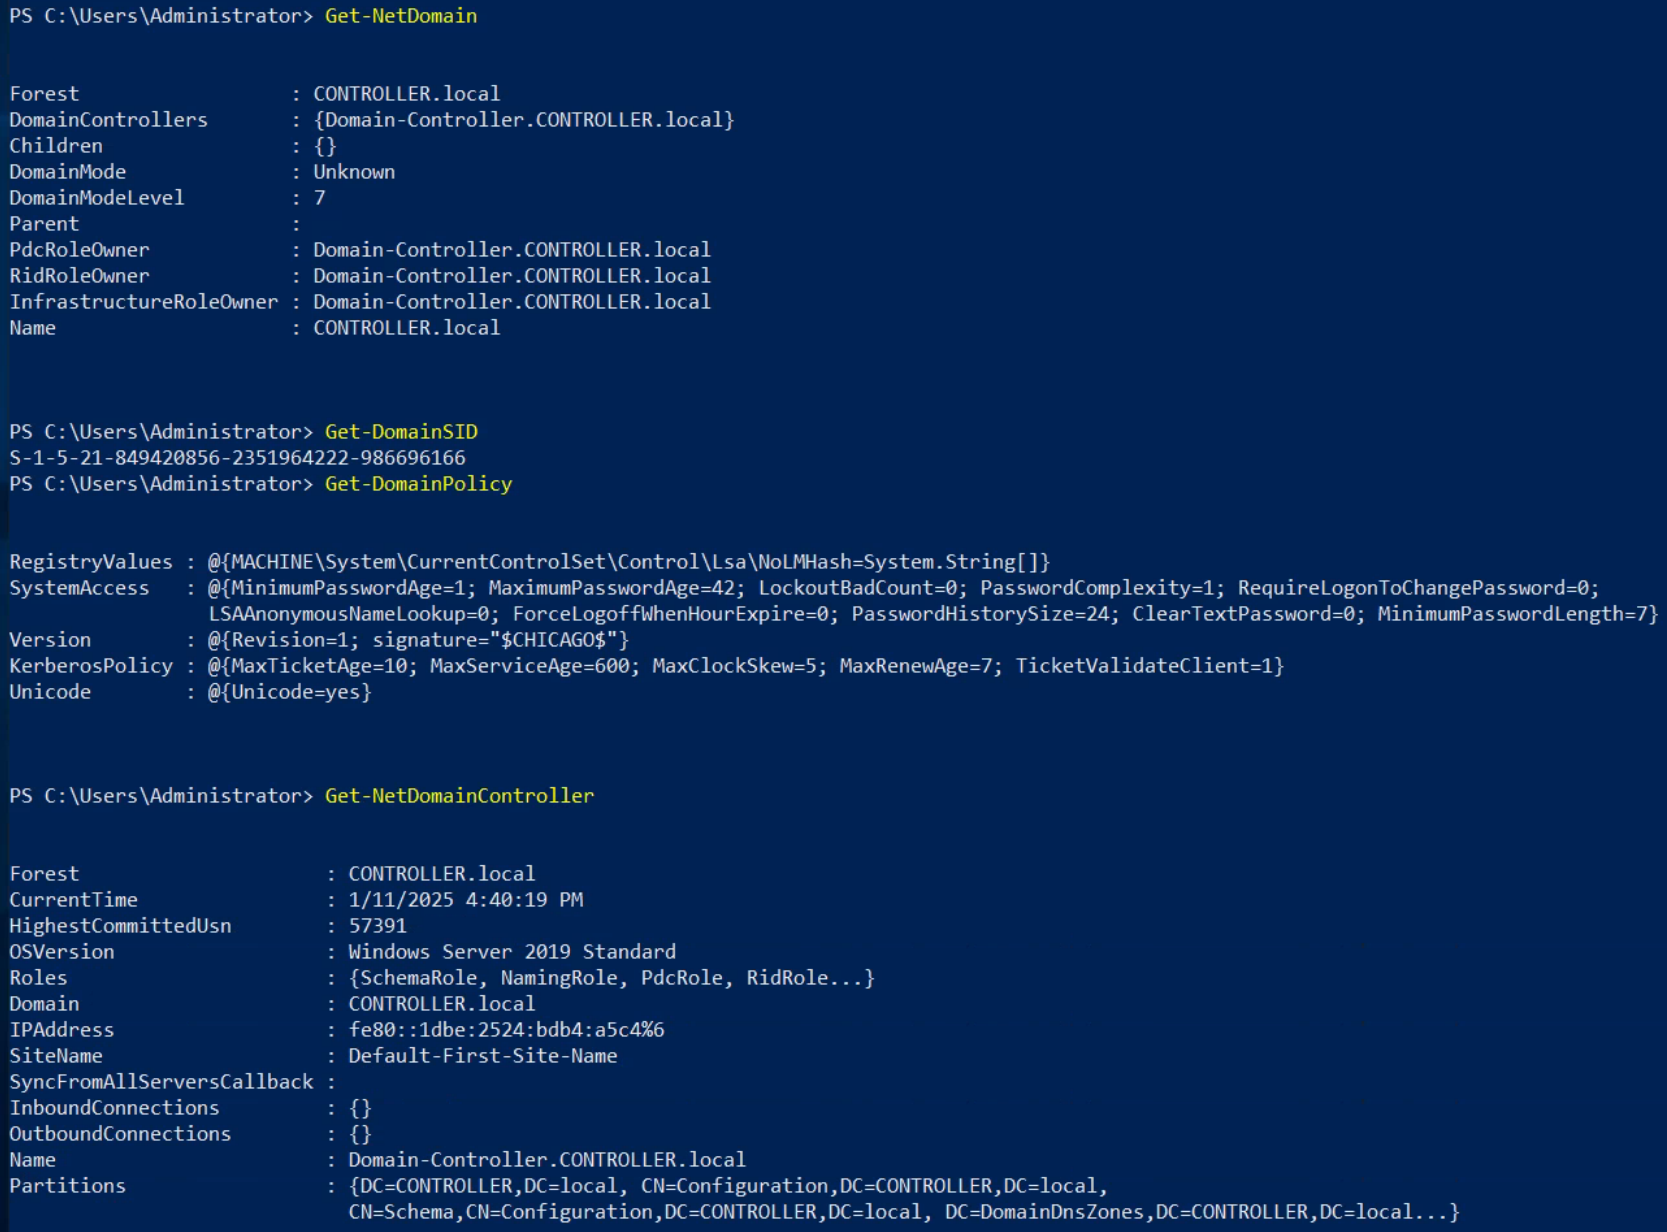 PS C:\Users\Administrator> Get-NetDomain
Forest                  : CONTROLLER.local
DomainControllers       : {Domain-Controller.CONTROLLER.local}
Children                : {}
DomainMode              : Unknown
DomainModeLevel         : 7
Parent                  :
PdcRoleOwner            : Domain-Controller.CONTROLLER.local
RidRoleOwner            : Domain-Controller.CONTROLLER.local
InfrastructureRoleOwner : Domain-Controller.CONTROLLER.local
Name                    : CONTROLLER.local
PS C:\Users\Administrator> Get-DomainSID
S-1-5-21-849420856-2351964222-986696166
PS C:\Users\Administrator> Get-DomainPolicy
RegistryValues : @{MACHINE\System\CurrentControlSet\Control\Lsa\NoLMHash=System.String[]}
SystemAccess   : @{MinimumPasswordAge=1; MaximumPasswordAge=42; LockoutBadCount=0; PasswordComplexity=1; RequireLogonToChangePassword=0;
                 LSAAnonymousNameLookup=0; ForceLogoffWhenHourExpire=0; PasswordHistorySize=24; ClearTextPassword=0; MinimumPasswordLength=7}
Version        : @{Revision=1; signature="$CHICAGO$"}
KerberosPolicy : @{MaxTicketAge=10; MaxServiceAge=600; MaxClockSkew=5; MaxRenewAge=7; TicketValidateClient=1}
Unicode        : @{Unicode=yes}
PS C:\Users\Administrator> Get-NetDomainController
Forest                     : CONTROLLER.local
CurrentTime                : 1/11/2025 4:40:19 PM
HighestCommittedUsn        : 57391
OSVersion                  : Windows Server 2019 Standard
Roles                      : {SchemaRole, NamingRole, PdcRole, RidRole...}
Domain                     : CONTROLLER.local
IPAddress                  : fe80::1dbe:2524:bdb4:a5c4%6
SiteName                   : Default-First-Site-Name
SyncFromAllServersCallback :
InboundConnections         : {}
OutboundConnections        : {}
Name                       : Domain-Controller.CONTROLLER.local
Partitions                 : {DC=CONTROLLER,DC=local, CN=Configuration,DC=CONTROLLER,DC=local,
                             CN=Schema,CN=Configuration,DC=CONTROLLER,DC=local, DC=DomainDnsZones,DC=CONTROLLER,DC=local...}